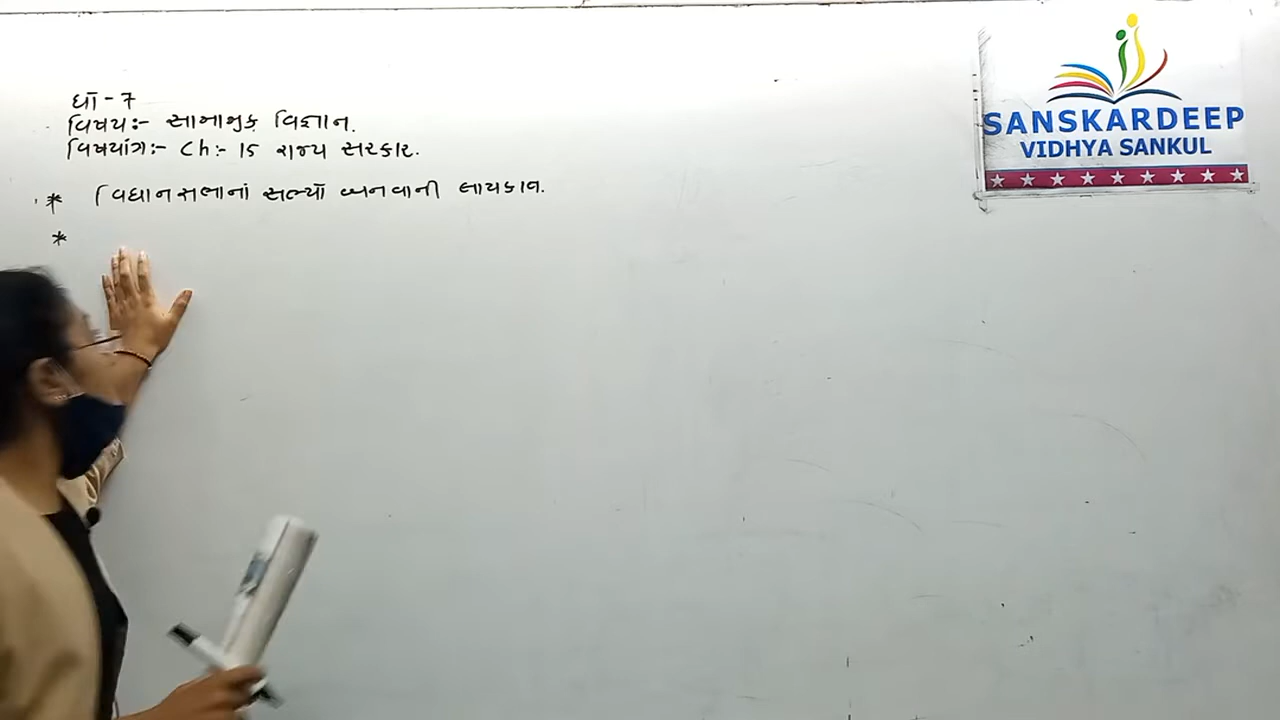 ધો - 7
વિષય :- સામાજીક વિજ્ઞાન.
વિષયાંગ :- Ch :- 15 રાજ્ય સરકાર.
* વિધાનસભાનાં સભ્યો બનવાની લાયકાત.
*
SANSKARDEEP
VIDHYA SANKUL